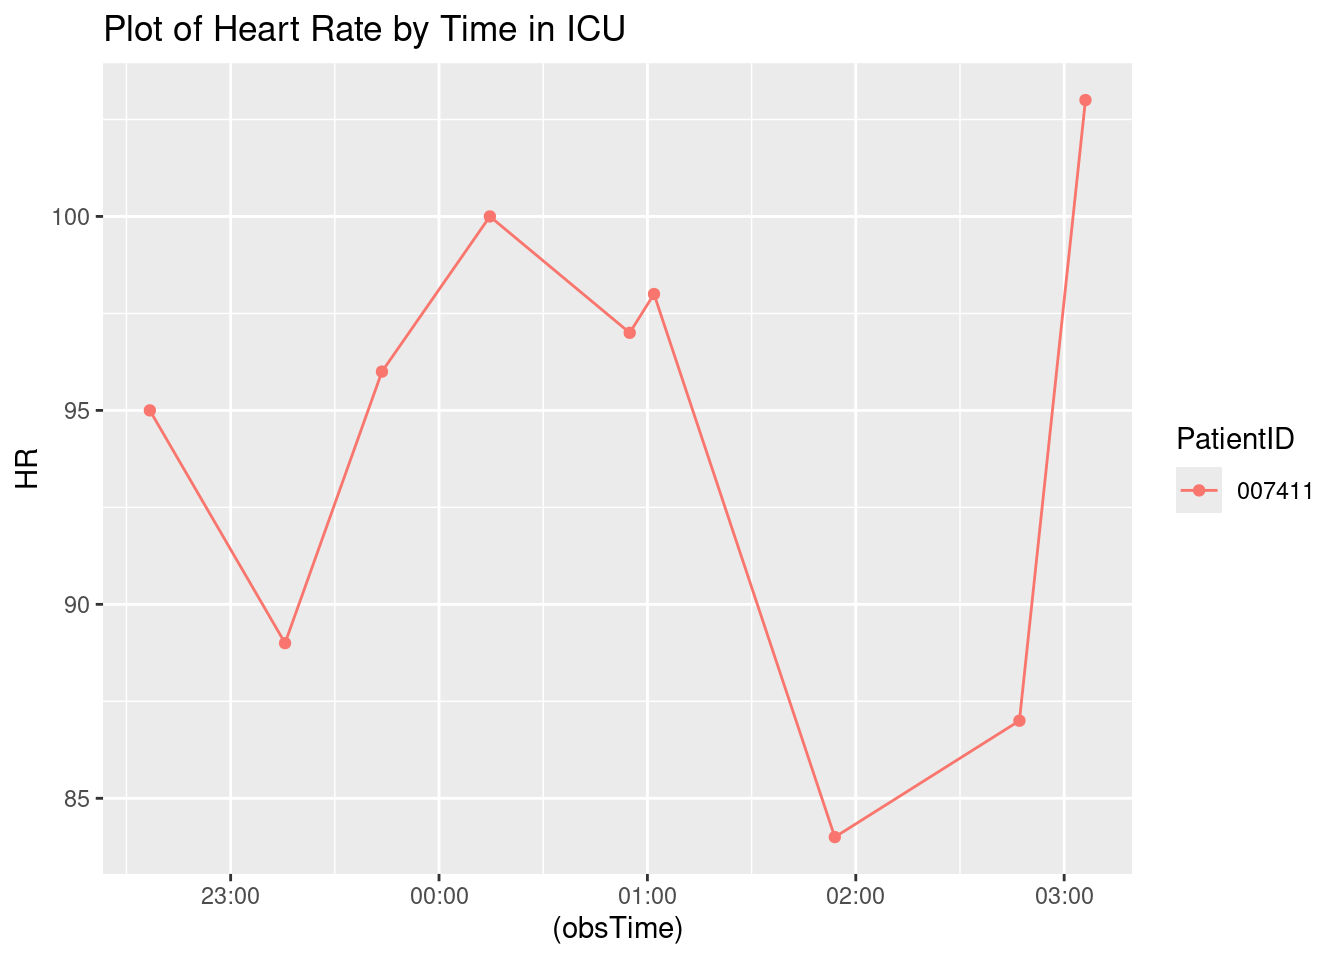 Plot of Heart Rate by Time in ICU
HR
100
95
90
85
23:00 00:00 01:00 02:00 03:00
(obsTime)
PatientID
007411